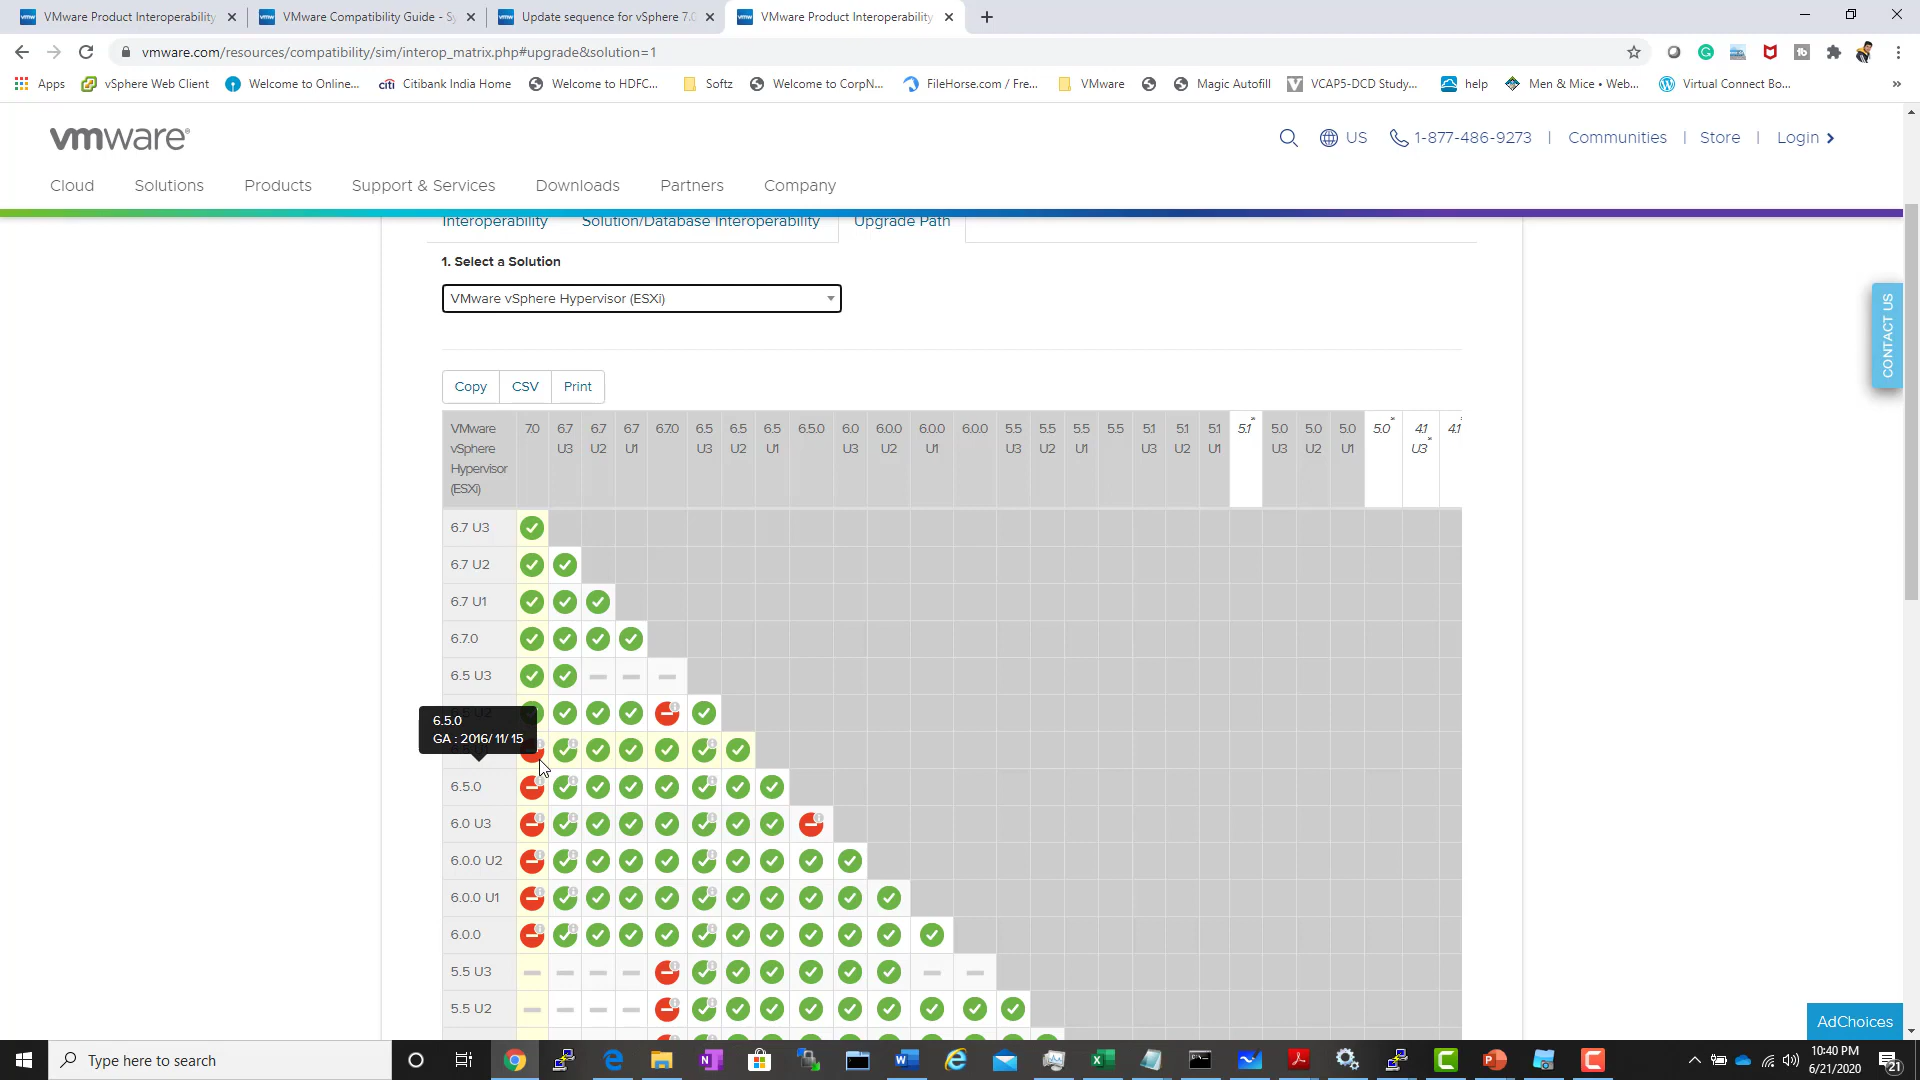 VMware Product Interoperability
VMware Compatibility Guide - Sy
Update sequence for vSphere 7.0
VMware Product Interoperability
vmware.com/resources/compatibility/sim/interop_matrix.php#upgrade&solution=1
Apps
vSphere Web Client
Welcome to Online...
citi Citibank India Home
Welcome to HDFC...
Softz
Welcome to CorpN...
FileHorse.com / Fre...
VMware
Magic Autofill
VCAP5-DCD Study...
help
Men & Mice • Web...
Virtual Connect Bo...
»
vmware®
US
1-877-486-9273 | Communities | Store | Login
Cloud Solutions Products Support & Services Downloads Partners Company
Interoperability Solution/Database Interoperability Upgrade Path
1. Select a Solution
VMware vSphere Hypervisor (ESXi)
CONTACT US
Copy CSV Print
VMware vSphere Hypervisor (ESXi) 7.0 6.7 U3 6.7 U2 6.7 U1 6.7.0 6.5 U3 6.5 U2 6.5 U1 6.5.0 6.0 U3 6.0.0 U2 6.0.0 U1 6.0.0 5.5 U3 5.5 U2 5.5 U1 5.5 5.1 U3 5.1 U2 5.1 U1 5.1* 5.0 U3 5.0 U2 5.0 U1 5.0* 4.1 U3* 4.1
6.7 U3
6.7 U2
6.7 U1
6.7.0
6.5 U3
6.5.0
GA : 2016/ 11/ 15
6.5.0
6.0 U3
6.0.0 U2
6.0.0 U1
6.0.0
5.5 U3
5.5 U2
AdChoices
Type here to search
10:40 PM
6/21/2020
21